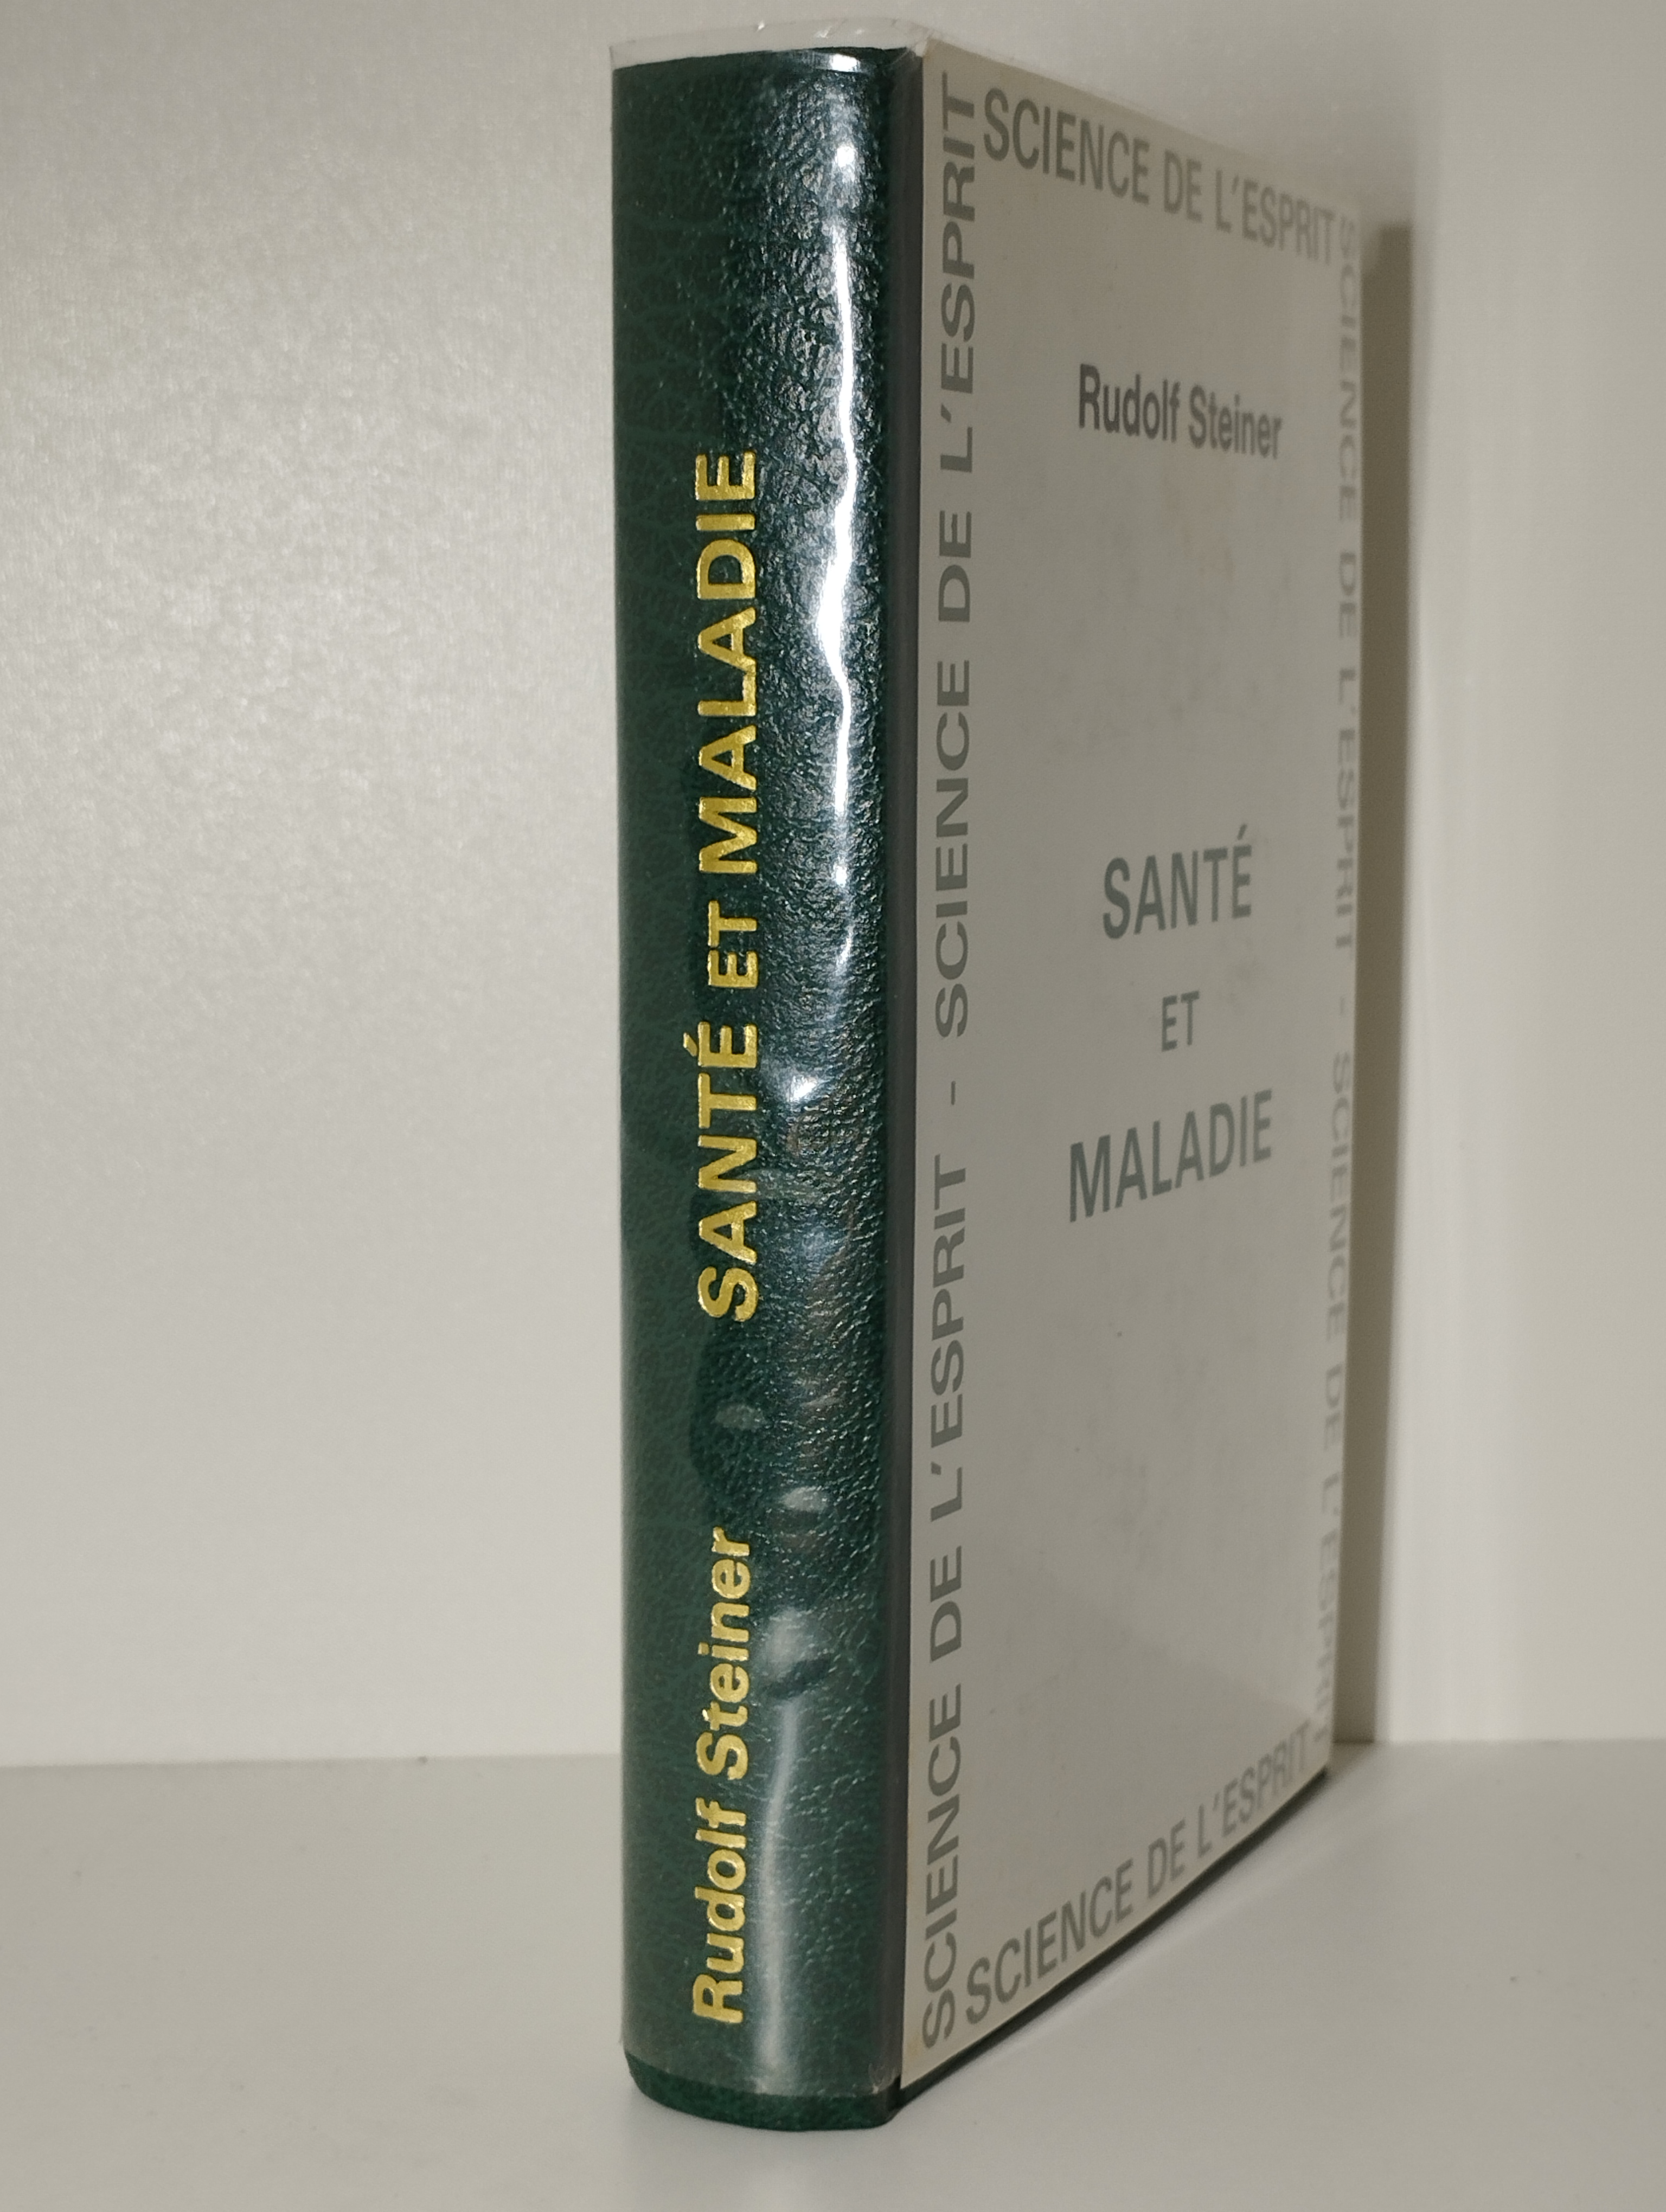 Rudolf Steiner SANTÉ ET MALADIE
SCIENCE DE L'ESPRIT
SCIENCE DE L'ESPRIT - SCIENCE DE L'ESPRIT
Rudolf Steiner
SANTÉ
ET
MALADIE
SCIENCE DE L'ESPRIT - SCIENCE DE L'ESPRIT
SCIENCE DE L'ESPRIT -